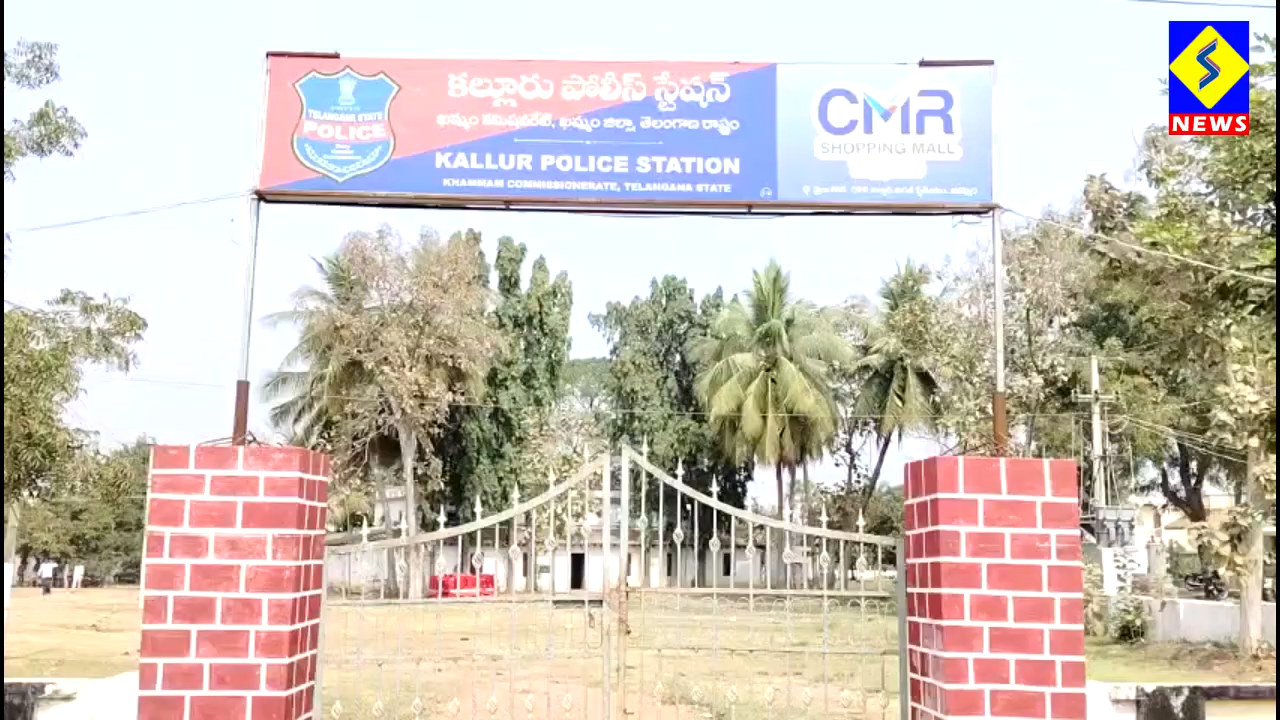 కల్లూరు పోలీస్ స్టేషన్
ఖమ్మం కమిషనరేట్, ఖమ్మం జిల్లా, తెలంగాణ రాష్ట్రం
KALLUR POLICE STATION
KHAMMAM COMMISSIONERATE, TELANGANA STATE
TELANGANA STATE
POLICE
CMR
SHOPPING MALL
S
NEWS